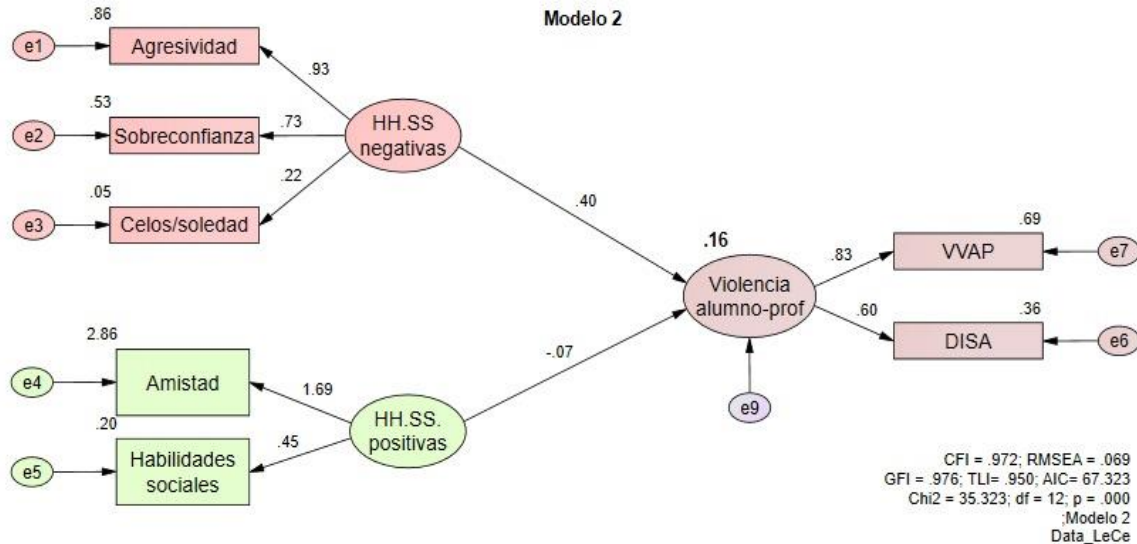 Modelo 2
.86
e1
Agresividad
.93
.53
e2
Sobreconfianza
.73
HH.SS
negativas
.22
.05
e3
Celos/soledad
.40
.16
Violencia
alumno-prof
.83
.69
VVAP
e7
.60
.36
DISA
e6
-.07
e9
2.86
e4
Amistad
1.69
HH.SS.
positivas
.20
.45
e5
Habilidades
sociales
CFI = .972; RMSEA = .069
GFI = .976; TLI= .950; AIC= 67.323
Chi2 = 35.323; df = 12; p = .000
;Modelo 2
Data_LeCe